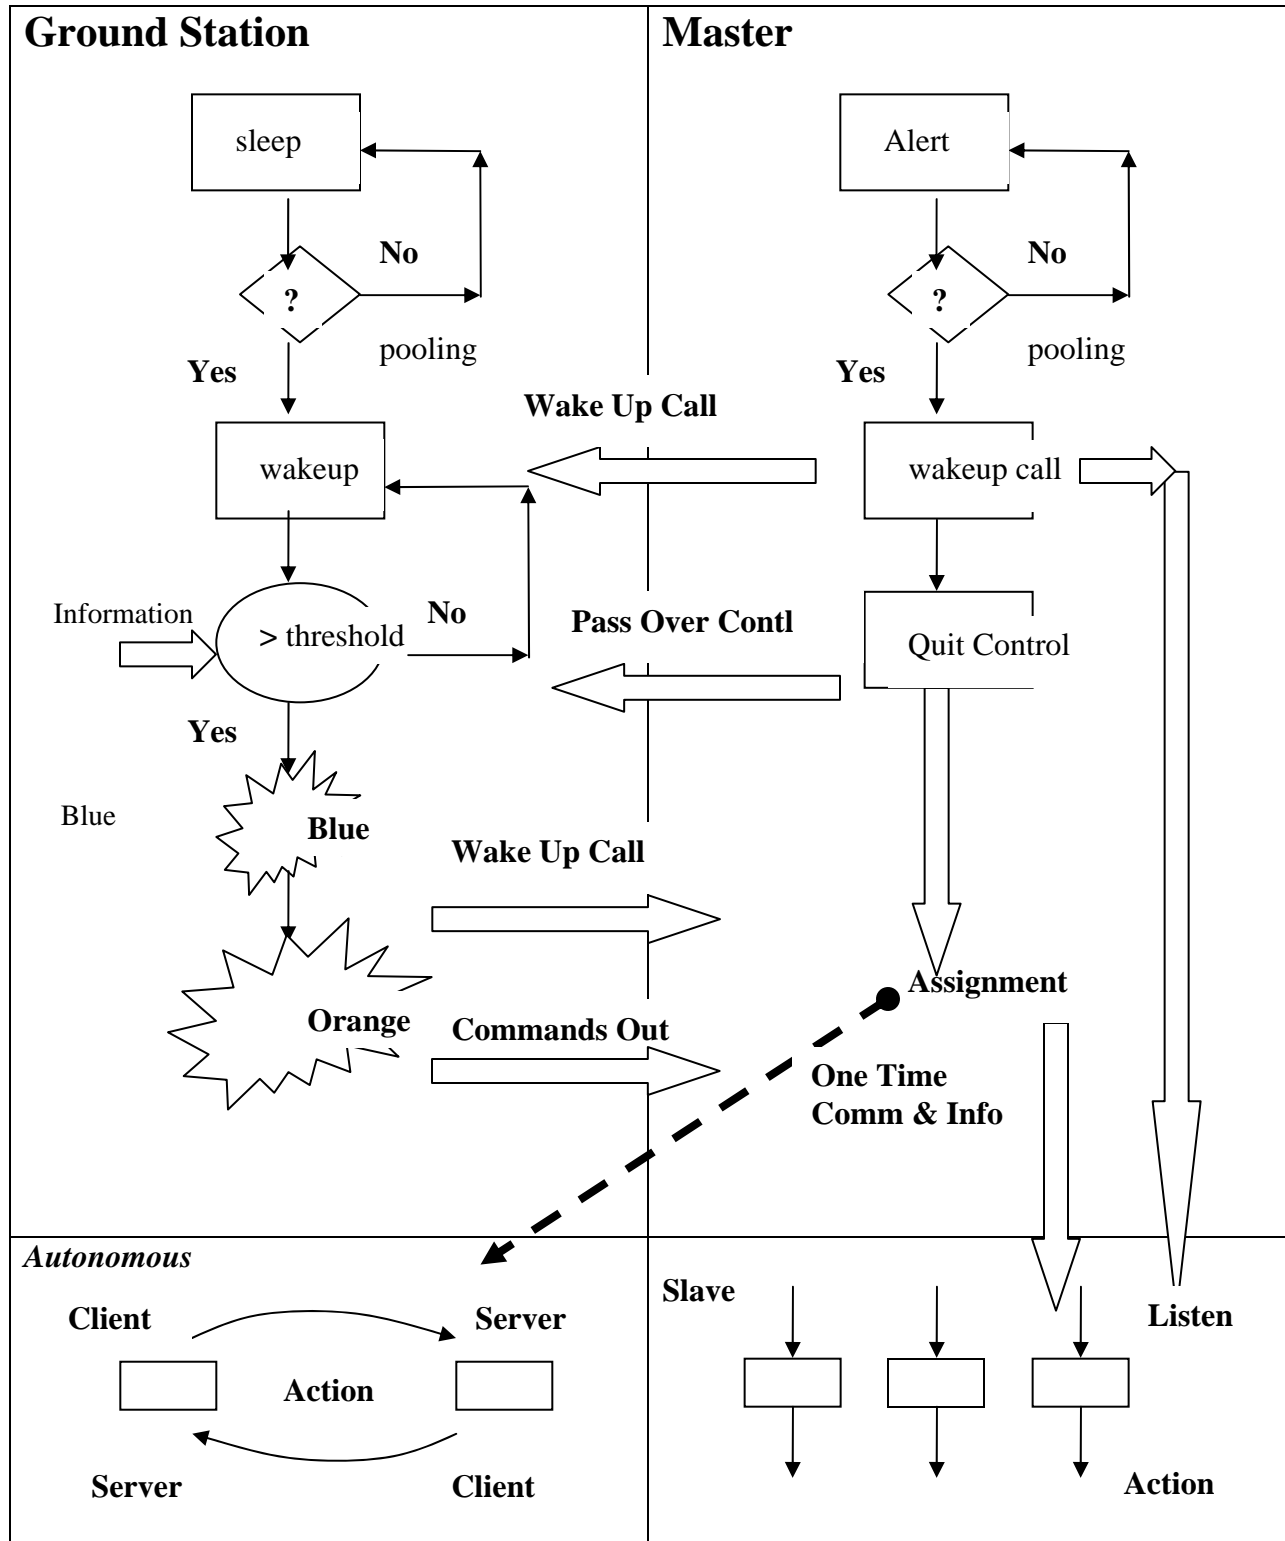 Ground Station
sleep
No
?
pooling
Yes
wakeup
Information
> threshold
No
Yes
Blue
Blue
Orange
Master
Alert
No
?
pooling
Yes
Wake Up Call
wakeup call
Pass Over Contl
Quit Control
Wake Up Call
Commands Out
Assignment
One Time
Comm & Info
Autonomous
Client
Server
Action
Server
Client
Slave
Listen
Action